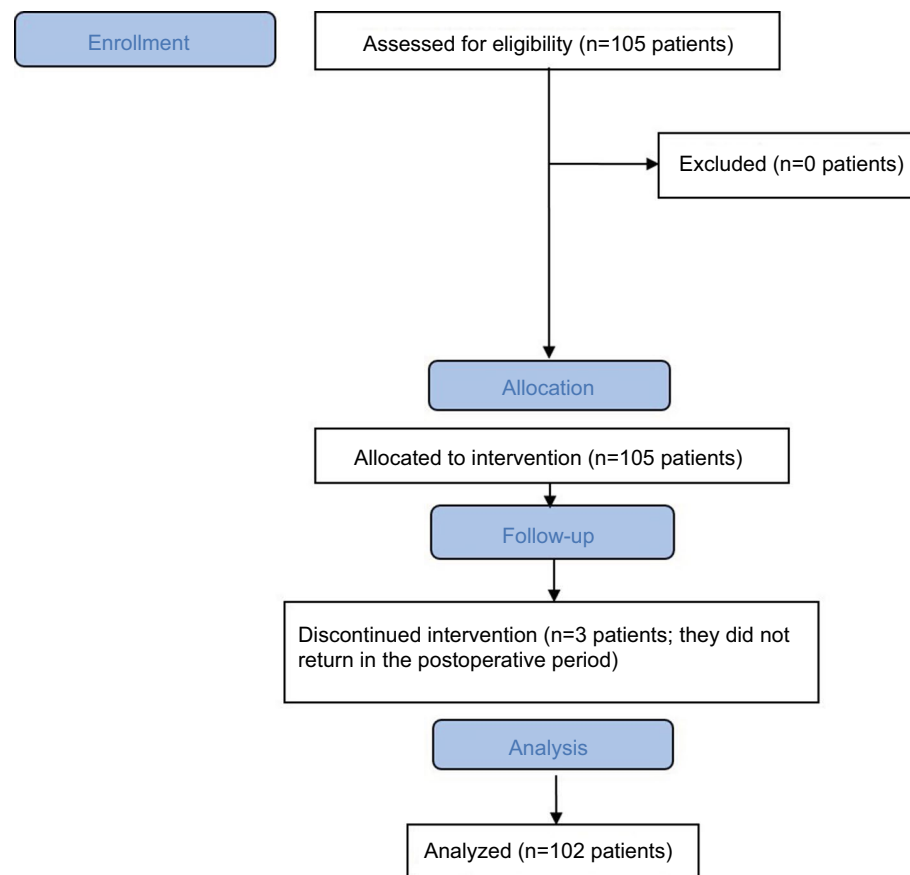 Enrollment
Assessed for eligibility (n=105 patients)
Excluded (n=0 patients)
Allocation
Allocated to intervention (n=105 patients)
Follow-up
Discontinued intervention (n=3 patients; they did not
return in the postoperative period)
Analysis
Analyzed (n=102 patients)